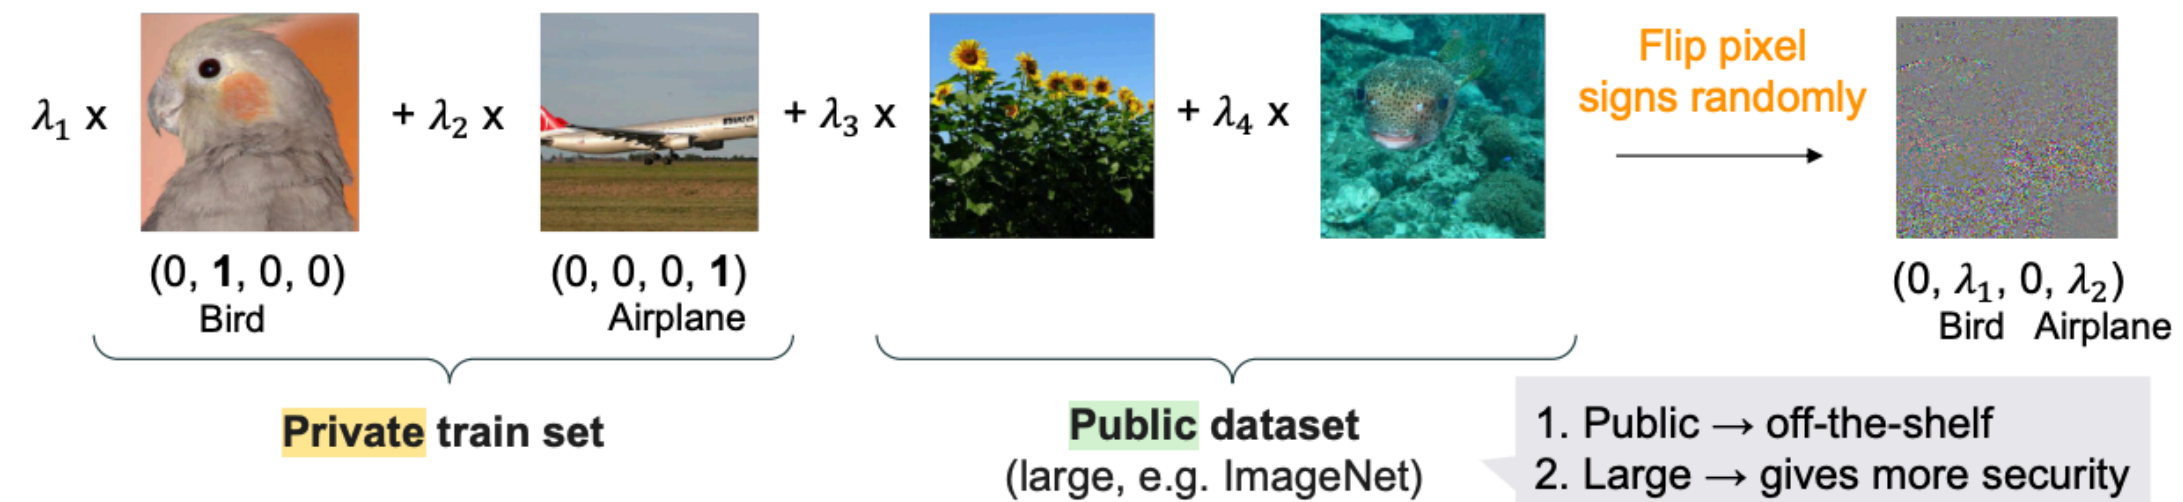 λ₁ x + λ₂ x + λ₃ x + λ₄ x
Flip pixel
signs randomly
(0, 1, 0, 0)
Bird
(0, 0, 0, 1)
Airplane
(0, λ₁, 0, λ₂)
Bird Airplane
Private train set
Public dataset
(large, e.g. ImageNet)
1. Public → off-the-shelf
2. Large → gives more security